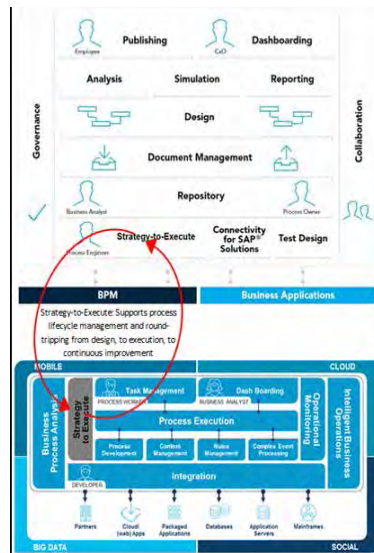 Publishing
Dashboarding
Employee
CxO
Analysis
Simulation
Reporting
Design
Governance
Collaboration
Document Management
Repository
Business Analyst
Process Owner
Strategy-to-Execute
Connectivity
for SAP®
Solutions
Test Design
Process Engineers
BPM
Business Applications
Strategy-to-Execute: Supports process
lifecycle management and round-
tripping from design, to execution, to
continuous improvement
MOBILE
CLOUD
Business
Process Analysis
Strategy
to Execute
Task Management
PROCESS WORKER
Dash Boarding
BUSINESS ANALYST
Process Execution
Process
Development
Content
Management
Rules
Management
Complex Event
Processing
Operational
Monitoring
Intelligent Business
Operations
Integration
DEVELOPER
Partners
Cloud
(web) Apps
Packaged
Applications
Databases
Application
Servers
Mainframes
BIG DATA
SOCIAL